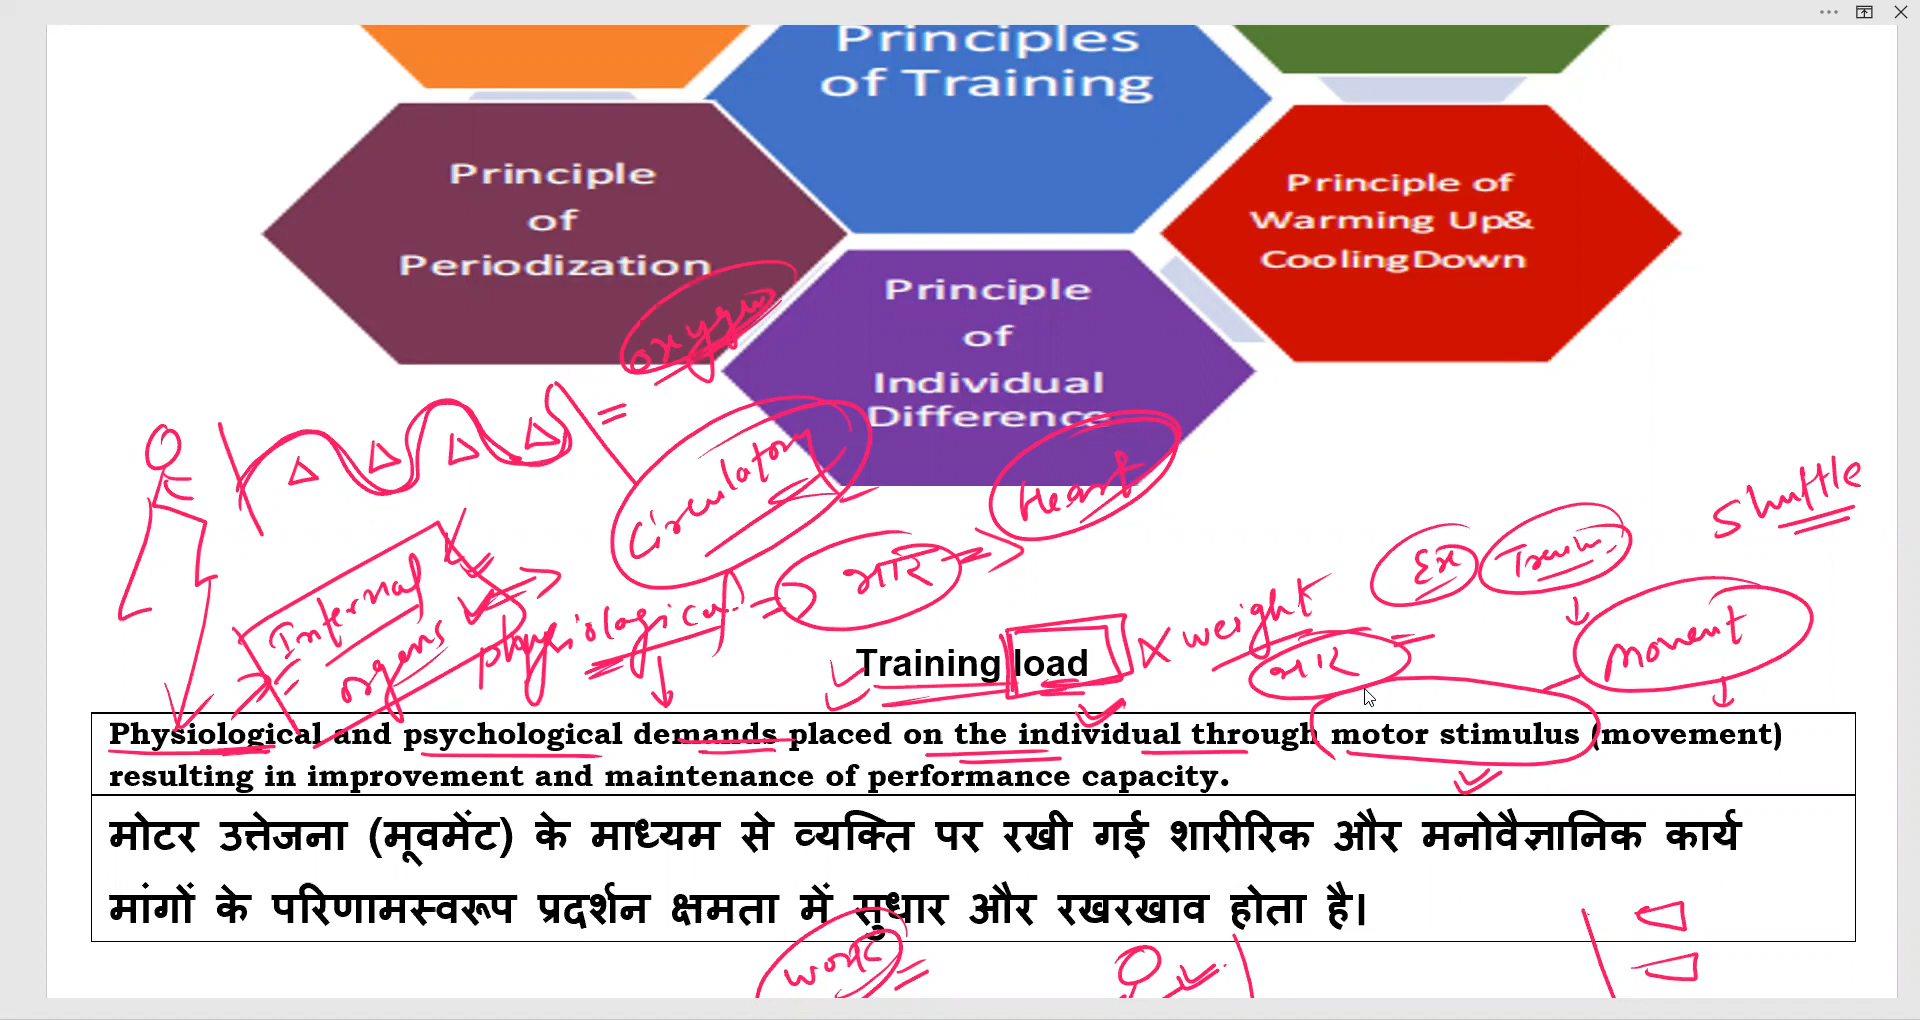 Principles
of Training
Principle
of
Periodization
Principle of
Warming Up&
CoolingDown
Principle
of
Individual
Difference
oxygen
Circulatory
Heart
Shuttle
Ex
Internal
organs
physiological
भार
Training load
× weight
भार
moment
Physiological and psychological demands placed on the individual through motor stimulus (movement)
resulting in improvement and maintenance of performance capacity.
मोटर उत्तेजना (मूवमेंट) के माध्यम से व्यक्ति पर रखी गई शारीरिक और मनोवैज्ञानिक कार्य
मांगों के परिणामस्वरूप प्रदर्शन क्षमता में सुधार और रखरखाव होता है।
work